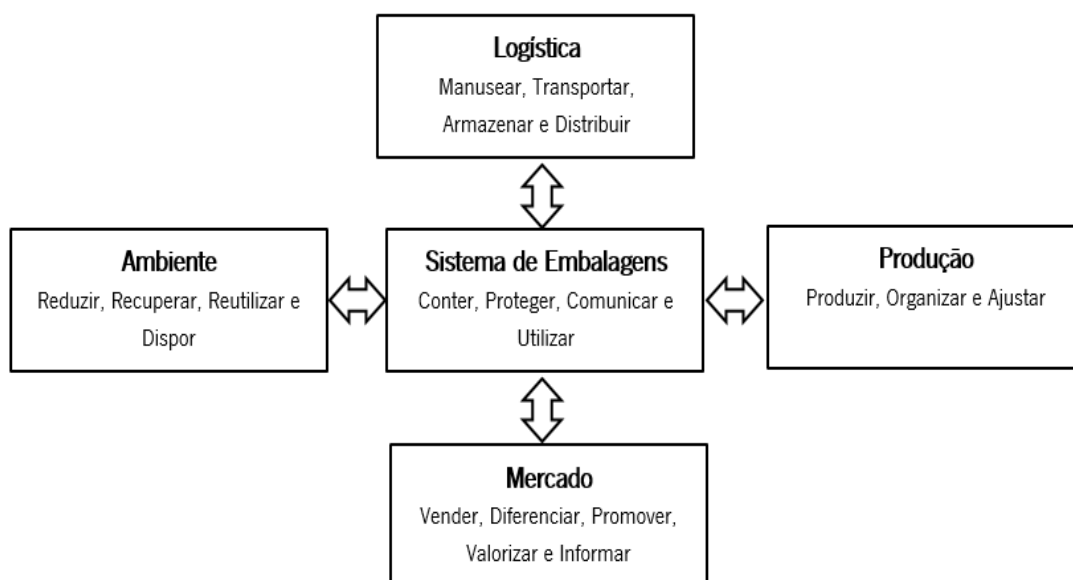 Logística
Manusear, Transportar,
Armazenar e Distribuir
Ambiente
Reduzir, Recuperar, Reutilizar e
Dispor
Sistema de Embalagens
Conter, Proteger, Comunicar e
Utilizar
Produção
Produzir, Organizar e Ajustar
Mercado
Vender, Diferenciar, Promover,
Valorizar e Informar